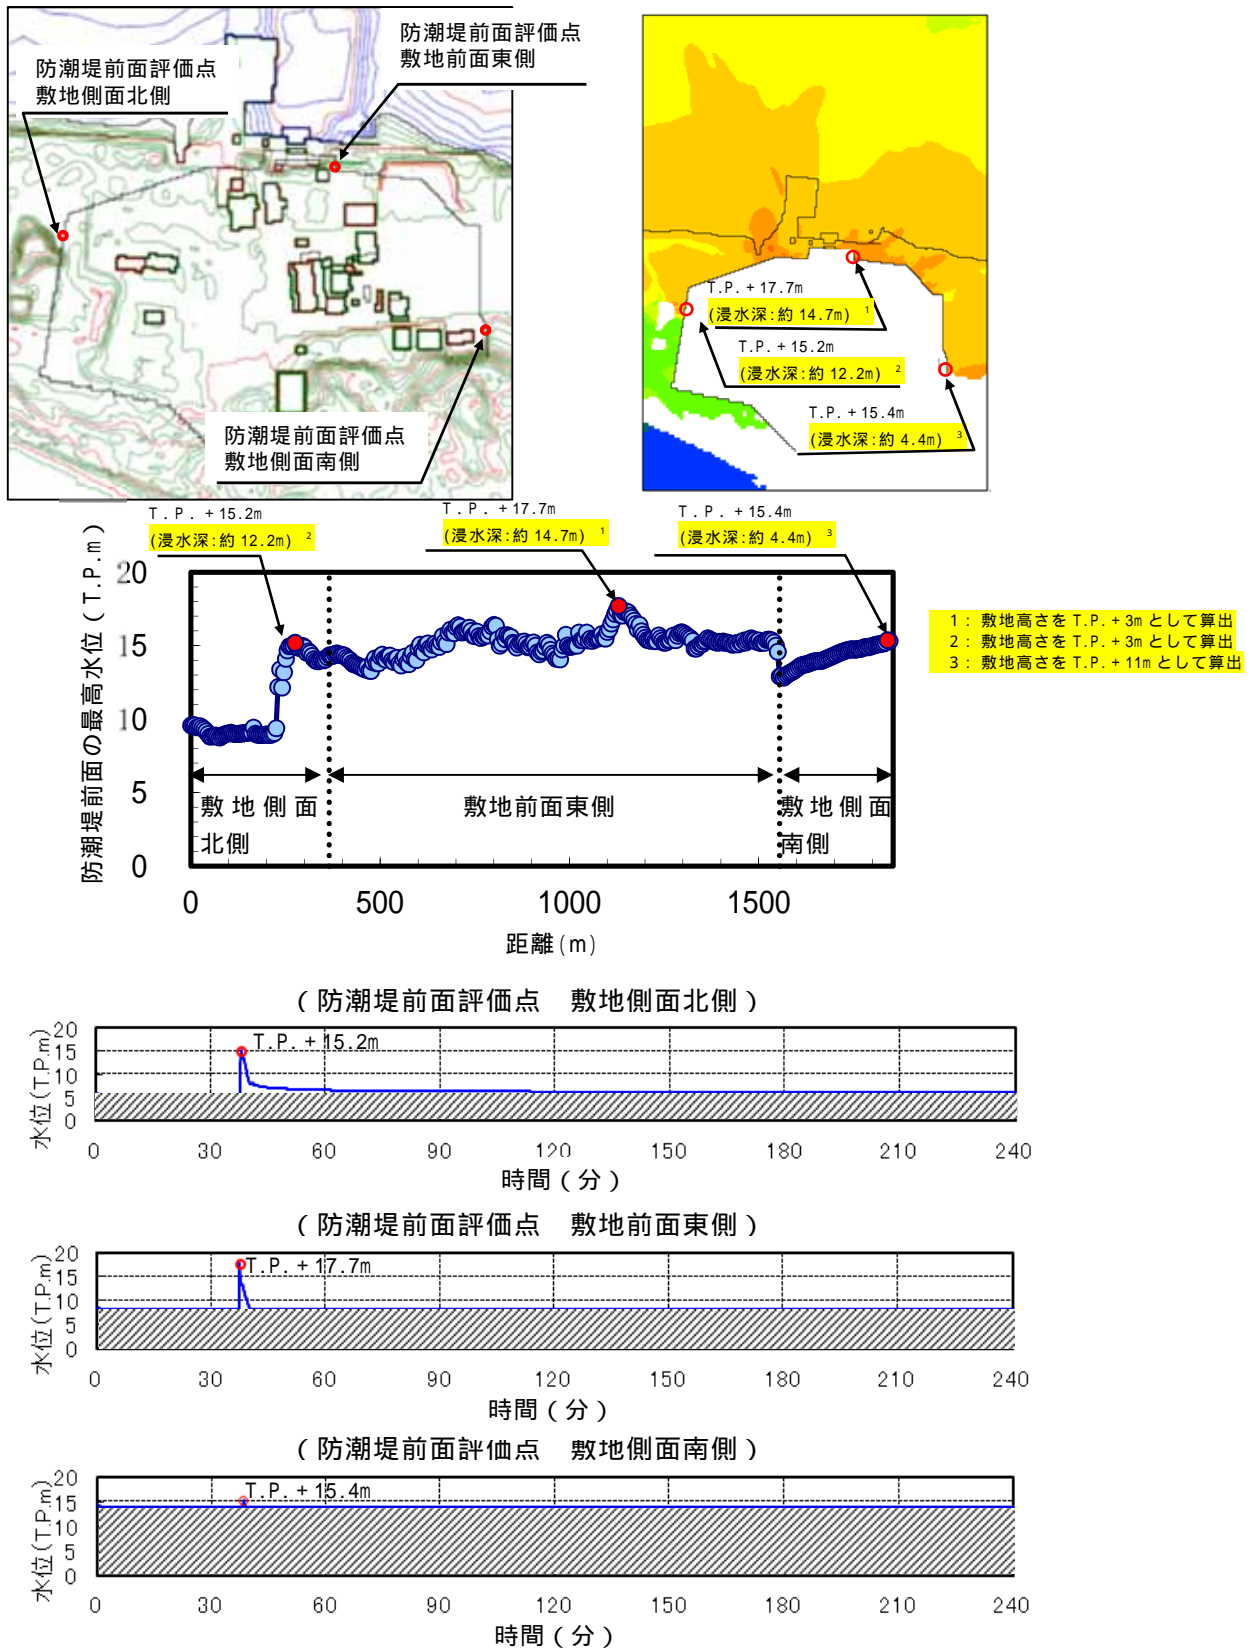 防潮堤前面評価点
敷地側面北側
防潮堤前面評価点
敷地前面東側
防潮堤前面評価点
敷地側面南側
T.P.+17.7m
(浸水深:約14.7m) 1
T.P.+15.2m
(浸水深:約12.2m) 2
T.P.+15.4m
(浸水深:約4.4m) 3
T.P.+15.2m
(浸水深:約12.2m) 2
T.P.+17.7m
(浸水深:約14.7m) 1
T.P.+15.4m
(浸水深:約4.4m) 3
防潮堤前面の最高水位(T.P.m)
20
15
10
5
0
敷地側面
北側
敷地前面東側
敷地側面
南側
0 500 1000 1500
距離(m)
1:敷地高さをT.P.+3mとして算出
2:敷地高さをT.P.+3mとして算出
3:敷地高さをT.P.+11mとして算出
(防潮堤前面評価点 敷地側面北側)
水位(T.P.m)
20
15
10
5
0
T.P.+15.2m
0 30 60 90 120 150 180 210 240
時間(分)
(防潮堤前面評価点 敷地前面東側)
水位(T.P.m)
20
15
10
5
0
T.P.+17.7m
0 30 60 90 120 150 180 210 240
時間(分)
(防潮堤前面評価点 敷地側面南側)
水位(T.P.m)
20
15
10
5
0
T.P.+15.4m
0 30 60 90 120 150 180 210 240
時間(分)